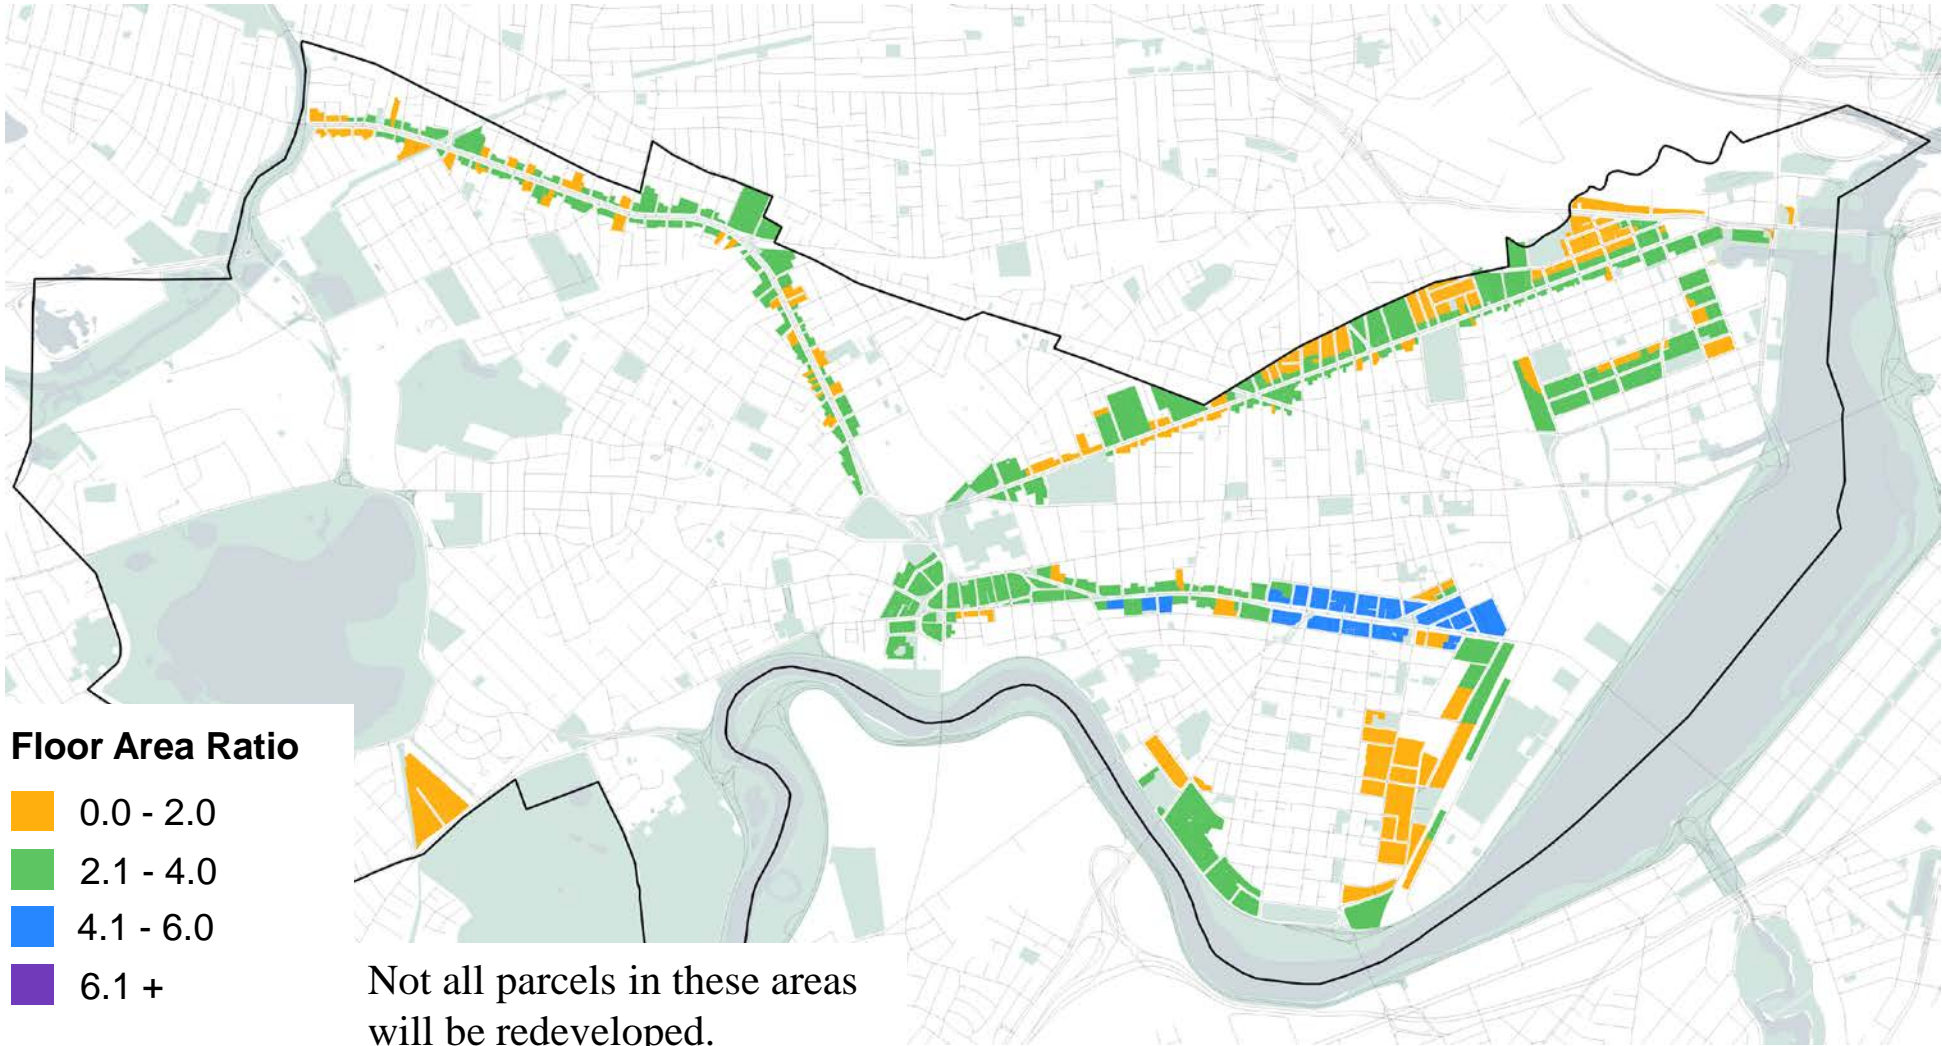 Floor Area Ratio
0.0 - 2.0
2.1 - 4.0
4.1 - 6.0
6.1 +
Not all parcels in these areas
will be redeveloped.